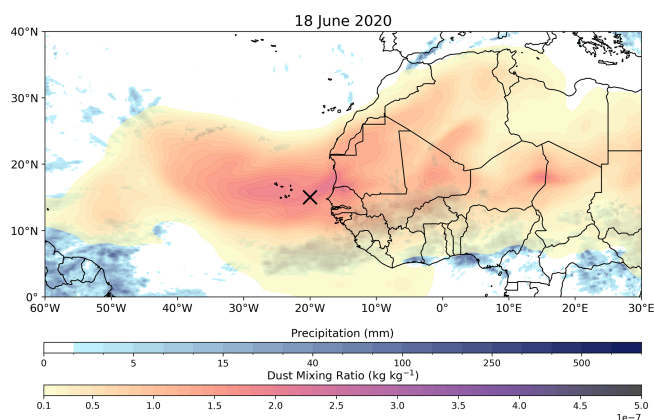 18 June 2020
40°N
30°N
20°N
10°N
0°
60°W 50°W 40°W 30°W 20°W 10°W 0° 10°E 20°E 30°E
Precipitation (mm)
0 5 15 40 100 250 500
Dust Mixing Ratio (kg kg⁻¹)
0.1 0.5 1.0 1.5 2.0 2.5 3.0 3.5 4.0 4.5 5.0
1e−7